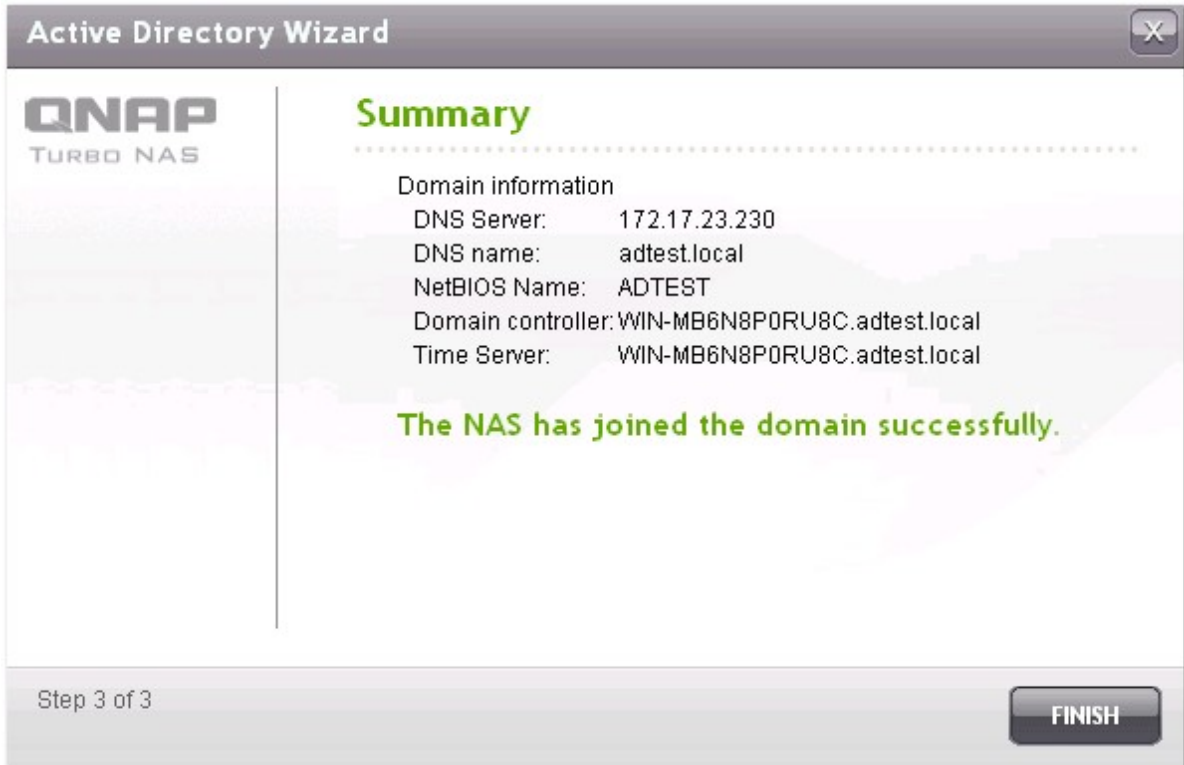 Active Directory Wizard
X
QNAP
TURBO NAS
Summary
Domain information
DNS Server: 172.17.23.230
DNS name: adtest.local
NetBIOS Name: ADTEST
Domain controller: WIN-MB6N8P0RU8C.adtest.local
Time Server: WIN-MB6N8P0RU8C.adtest.local
The NAS has joined the domain successfully.
Step 3 of 3
FINISH